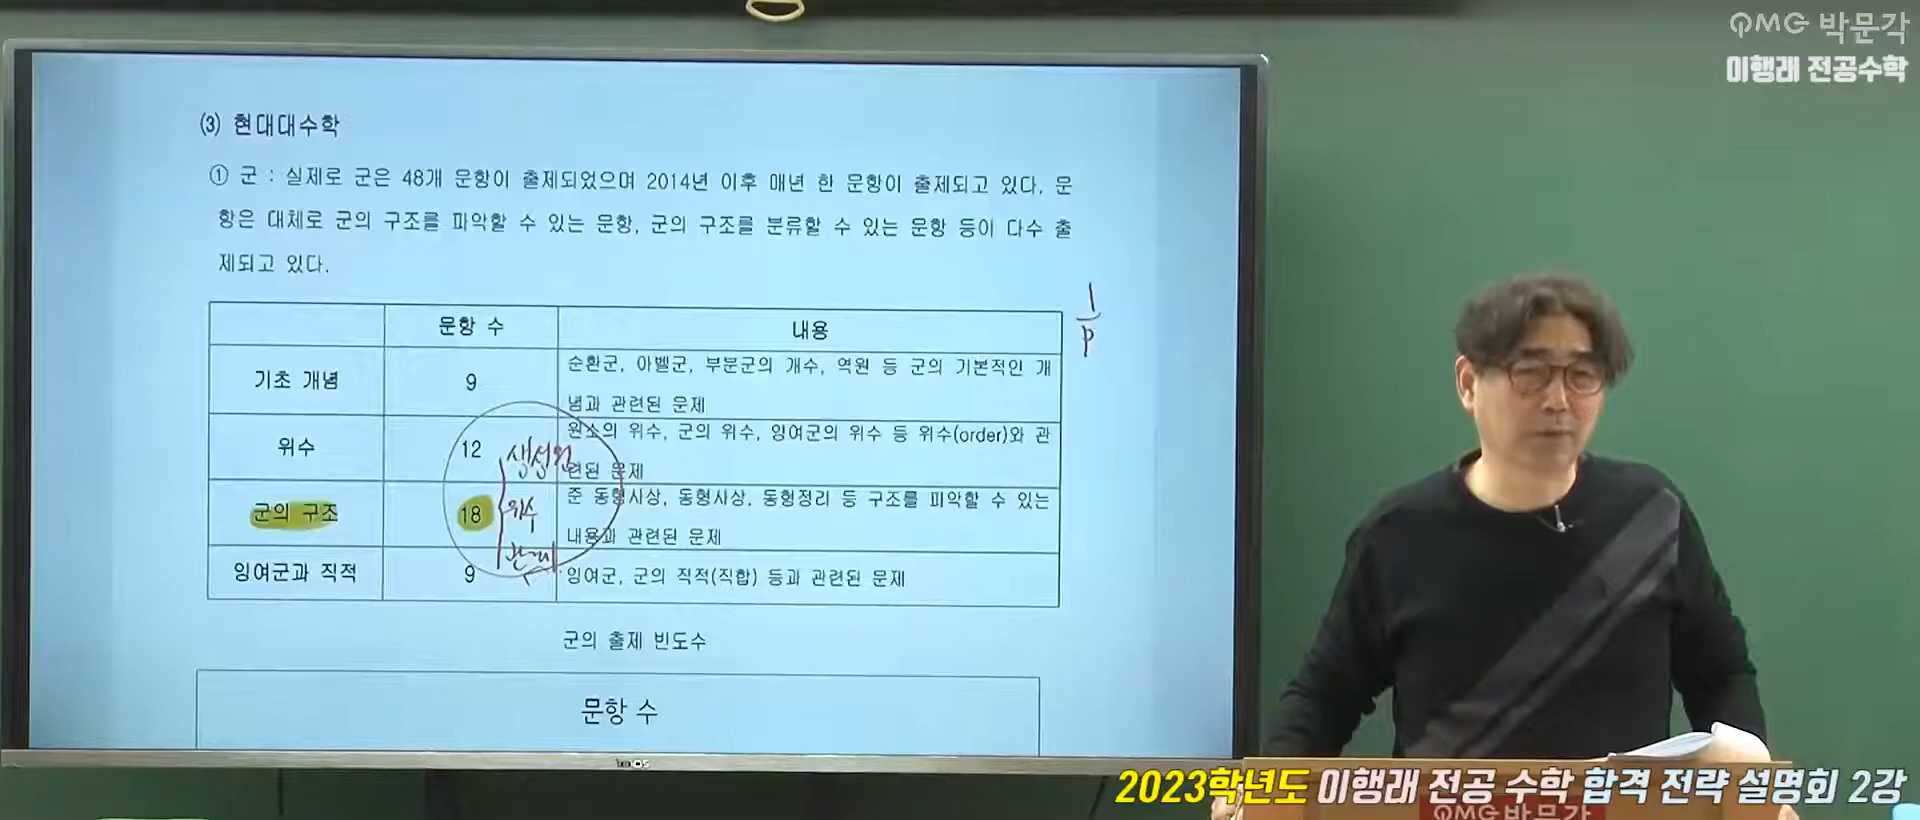 박문각
이행래 전공수학
(3) 현대대수학
① 군 : 실제로 군은 48개 문항이 출제되었으며 2014년 이후 매년 한 문항이 출제되고 있다. 문
항은 대체로 군의 구조를 파악할 수 있는 문항, 군의 구조를 분류할 수 있는 문항 등이 다수 출
제되고 있다.
1
p
문항 수 내용
기초 개념 9 순환군, 아벨군, 부분군의 개수, 역원 등 군의 기본적인 개
념과 관련된 문제
위수 12 원소의 위수, 군의 위수, 잉여군의 위수 등 위수(order)와 관
련된 문제
생성원
군의 구조 18 준 동형사상, 동형사상, 동형정리 등 구조를 피악할 수 있는
내용과 관련된 문제
위수
관계
잉여군과 직적 9 잉여군, 군의 직적(직합) 등과 관련된 문제
군의 출제 빈도수
문항 수
2023학년도 이행래 전공 수학 합격 전략 설명회 2강
박문각